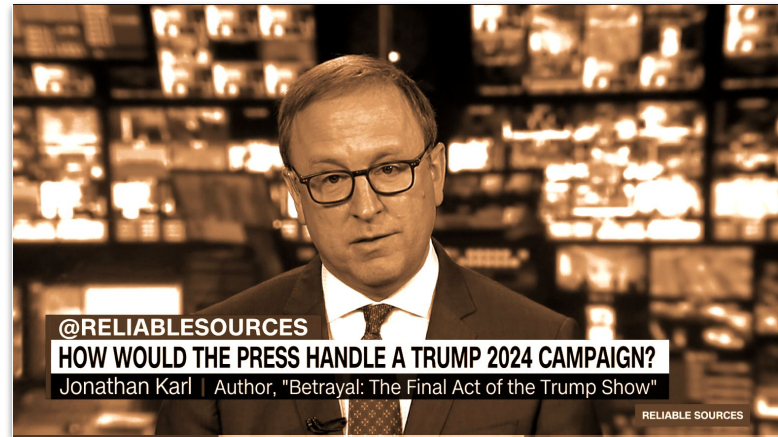 @RELIABLESOURCES
HOW WOULD THE PRESS HANDLE A TRUMP 2024 CAMPAIGN?
Jonathan Karl | Author, "Betrayal: The Final Act of the Trump Show"
RELIABLE SOURCES